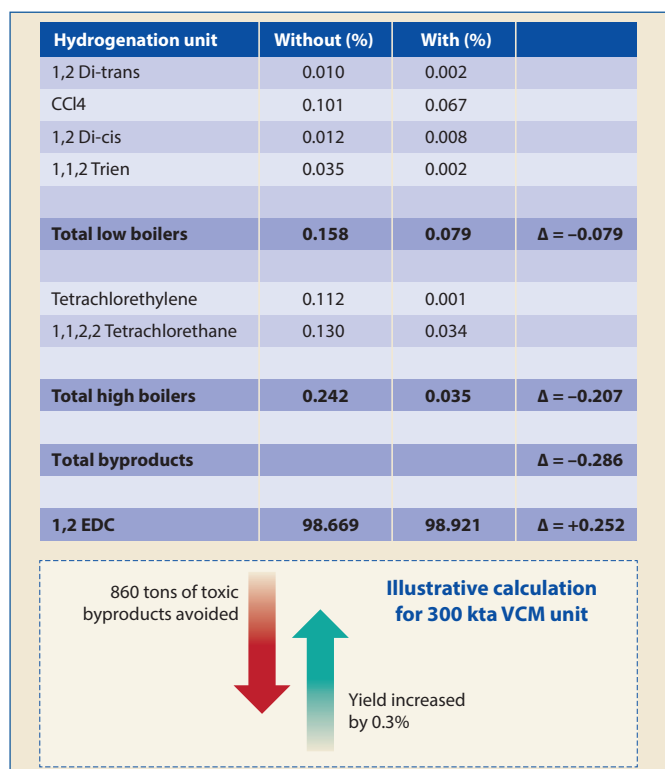 Hydrogenation unit Without (%) With (%)
1,2 Di-trans 0.010 0.002
CCl4 0.101 0.067
1,2 Di-cis 0.012 0.008
1,1,2 Trien 0.035 0.002
Total low boilers 0.158 0.079 Δ = –0.079
Tetrachlorethylene 0.112 0.001
1,1,2,2 Tetrachlorethane 0.130 0.034
Total high boilers 0.242 0.035 Δ = –0.207
Total byproducts Δ = –0.286
1,2 EDC 98.669 98.921 Δ = +0.252
860 tons of toxic
byproducts avoided
Illustrative calculation
for 300 kta VCM unit
Yield increased
by 0.3%